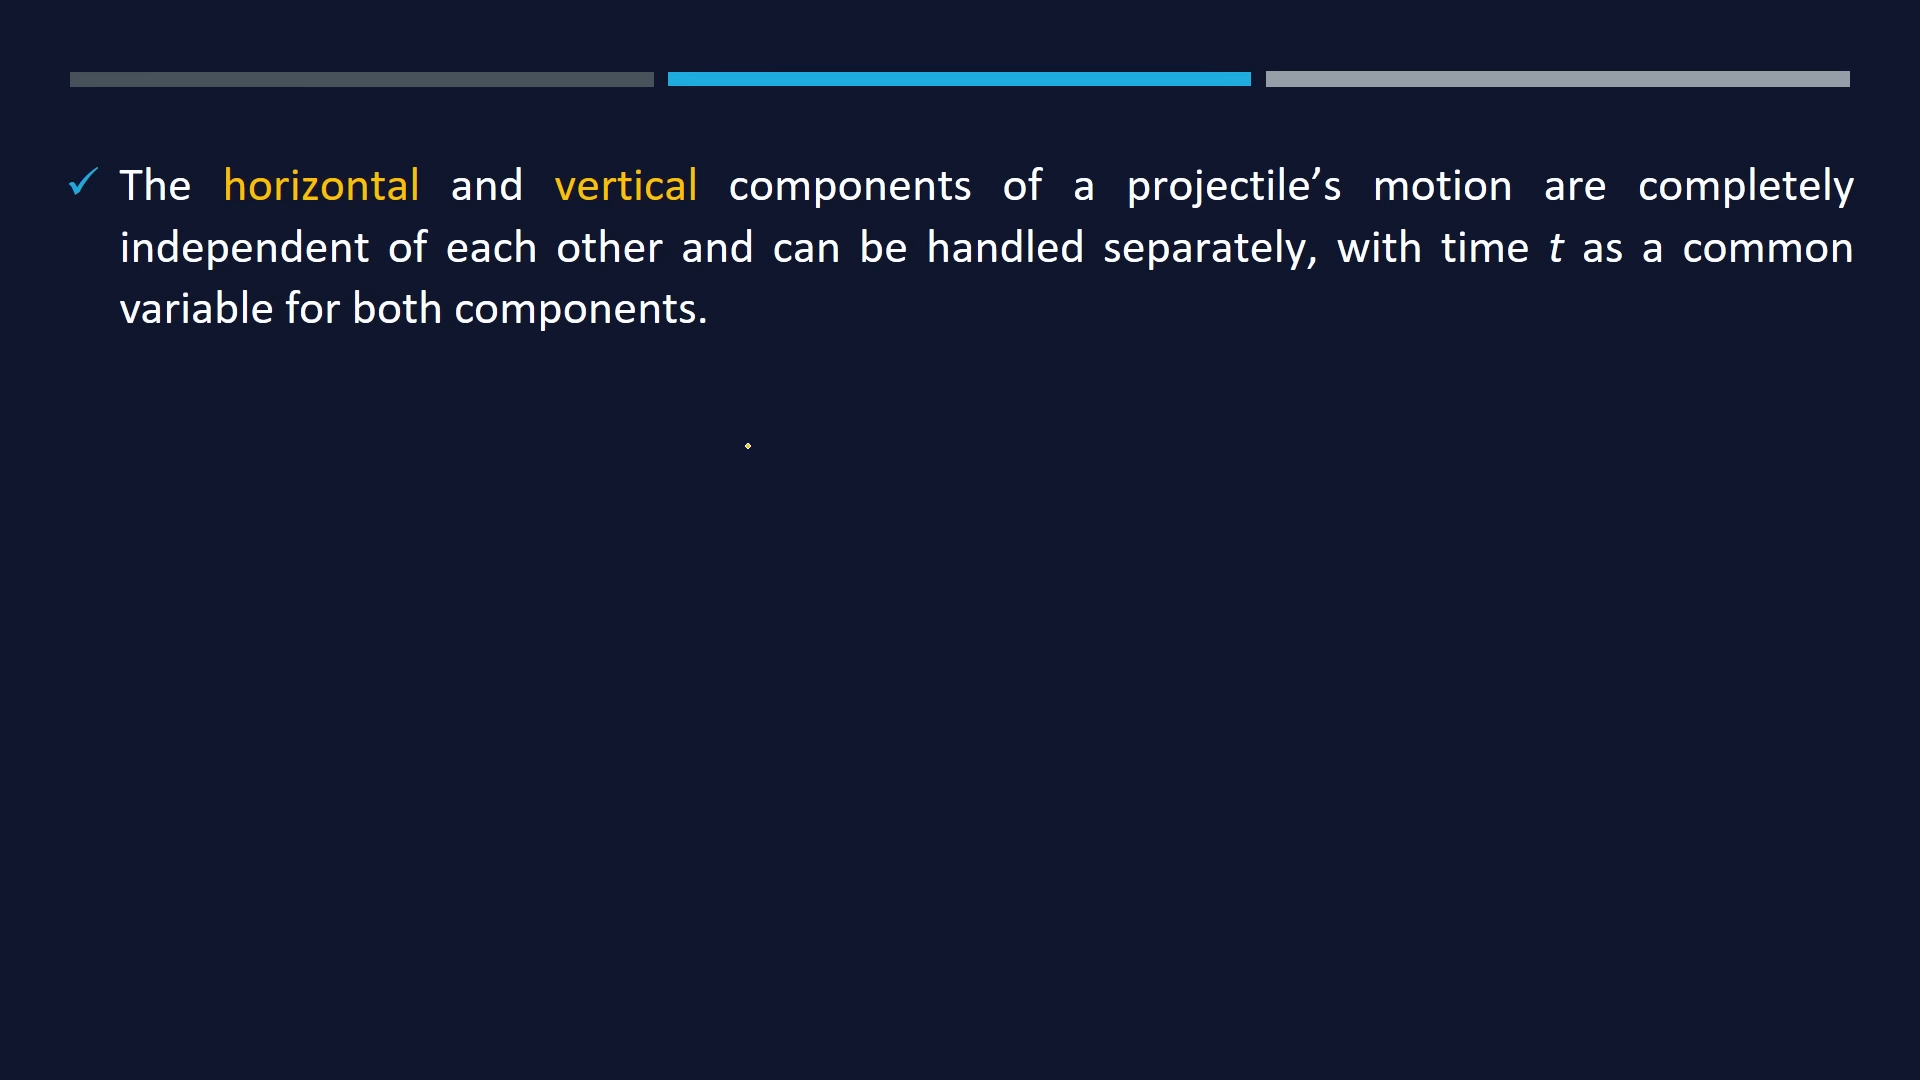 ✓ The horizontal and vertical components of a projectile’s motion are completely
independent of each other and can be handled separately, with time t as a common
variable for both components.